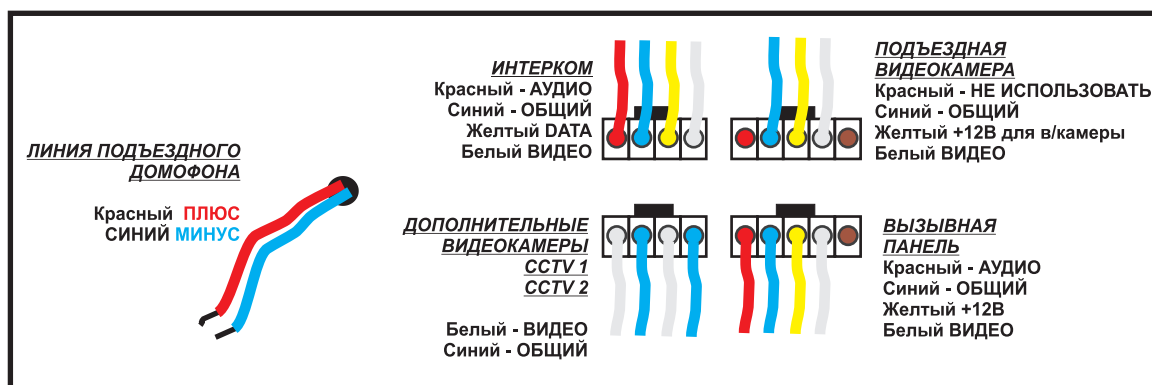 ЛИНИЯ ПОДЪЕЗДНОГО
ДОМОФОНА
Красный ПЛЮС
СИНИЙ МИНУС
ИНТЕРКОМ
Красный - АУДИО
Синий - ОБЩИЙ
Желтый DATA
Белый ВИДЕО
ПОДЪЕЗДНАЯ
ВИДЕОКАМЕРА
Красный - НЕ ИСПОЛЬЗОВАТЬ
Синий - ОБЩИЙ
Желтый +12В для в/камеры
Белый ВИДЕО
ДОПОЛНИТЕЛЬНЫЕ
ВИДЕОКАМЕРЫ
CCTV 1
CCTV 2
Белый - ВИДЕО
Синий - ОБЩИЙ
ВЫЗЫВНАЯ
ПАНЕЛЬ
Красный - АУДИО
Синий - ОБЩИЙ
Желтый +12В
Белый ВИДЕО